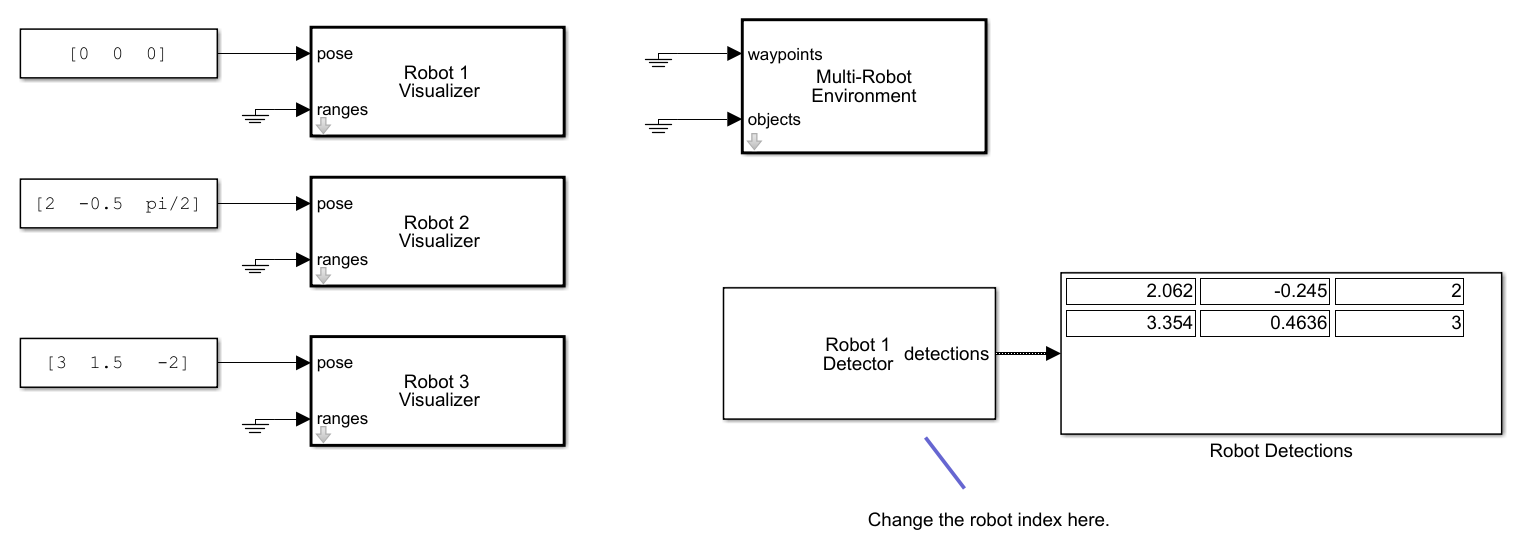 [0  0  0]
pose
Robot 1
Visualizer
ranges
waypoints
Multi-Robot
Environment
objects
[2  -0.5  pi/2]
pose
Robot 2
Visualizer
ranges
[3  1.5   -2]
pose
Robot 3
Visualizer
ranges
Robot 1
Detector
detections
2.062 -0.245 2
3.354 0.4636 3
Robot Detections
Change the robot index here.